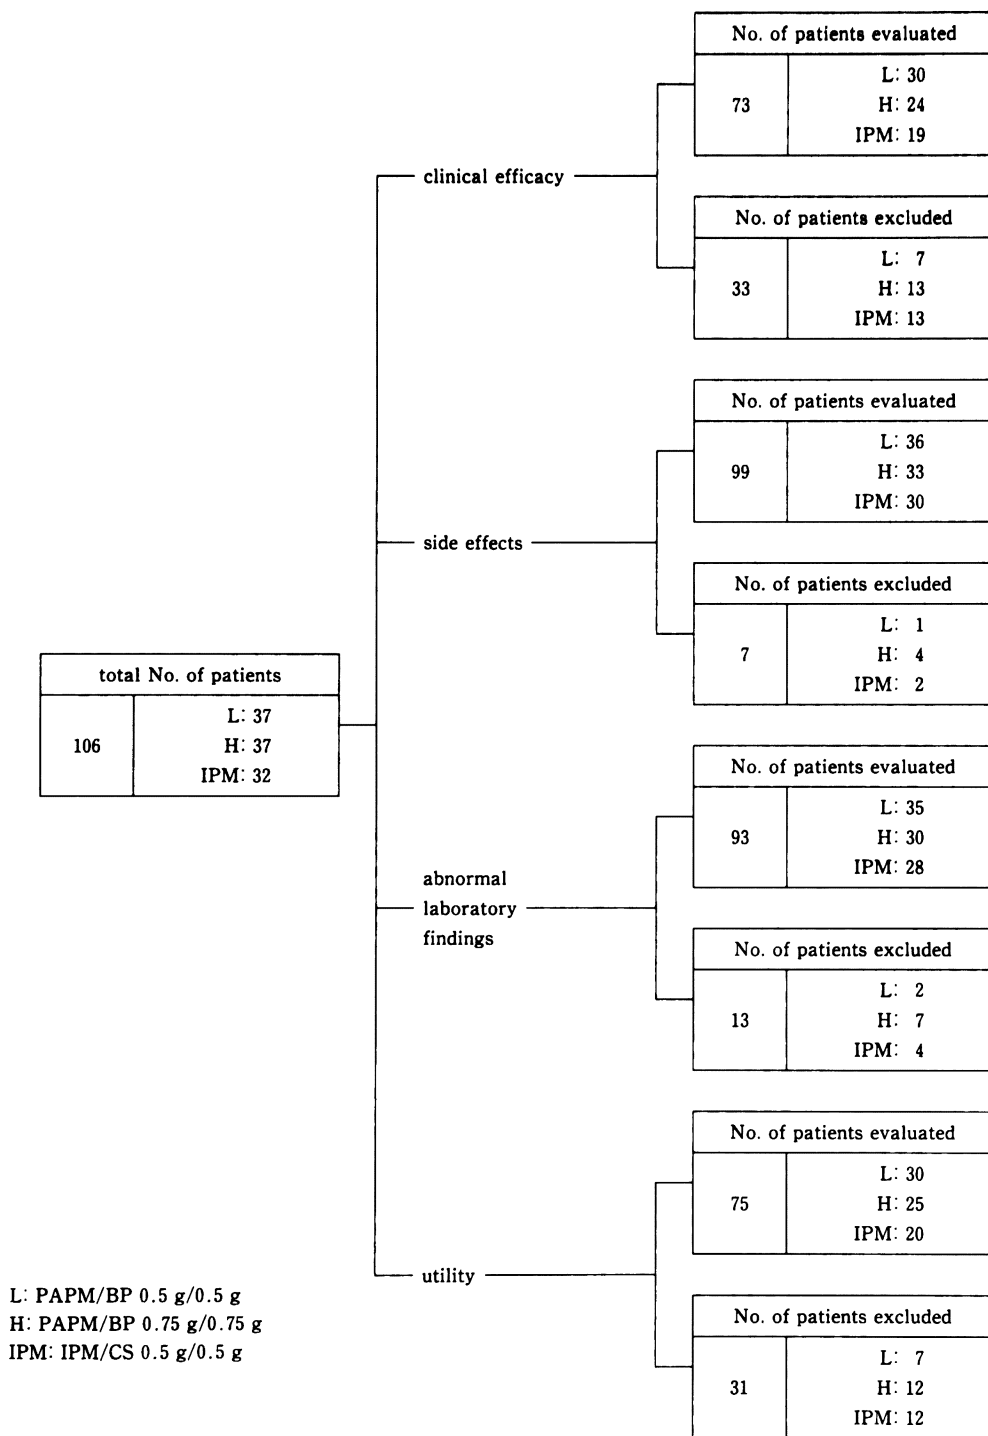 No. of patients evaluated
73
L: 30
H: 24
IPM: 19
clinical efficacy
No. of patients excluded
33
L: 7
H: 13
IPM: 13
No. of patients evaluated
99
L: 36
H: 33
IPM: 30
side effects
No. of patients excluded
7
L: 1
H: 4
IPM: 2
total No. of patients
106
L: 37
H: 37
IPM: 32
No. of patients evaluated
93
L: 35
H: 30
IPM: 28
abnormal
laboratory
findings
No. of patients excluded
13
L: 2
H: 7
IPM: 4
No. of patients evaluated
75
L: 30
H: 25
IPM: 20
utility
No. of patients excluded
31
L: 7
H: 12
IPM: 12
L: PAPM/BP 0.5 g/0.5 g
H: PAPM/BP 0.75 g/0.75 g
IPM: IPM/CS 0.5 g/0.5 g